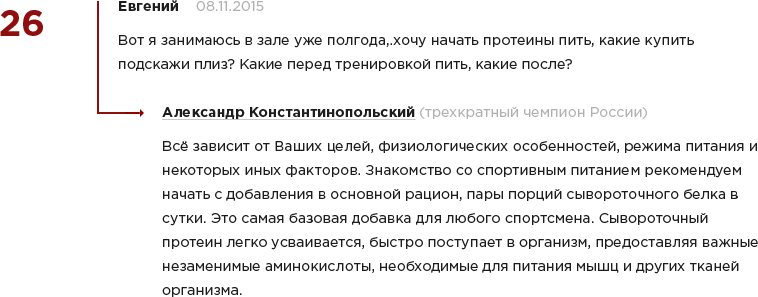 26
Евгений 08.11.2015
Вот я занимаюсь в зале уже полгода,.хочу начать протеины пить, какие купить
подскажи плиз? Какие перед тренировкой пить, какие после?
Александр Константинопольский (трехкратный чемпион России)
Всё зависит от Ваших целей, физиологических особенностей, режима питания и
некоторых иных факторов. Знакомство со спортивным питанием рекомендуем
начать с добавления в основной рацион, пары порций сывороточного белка в
сутки. Это самая базовая добавка для любого спортсмена. Сывороточный
протеин легко усваивается, быстро поступает в организм, предоставляя важные
незаменимые аминокислоты, необходимые для питания мышц и других тканей
организма.